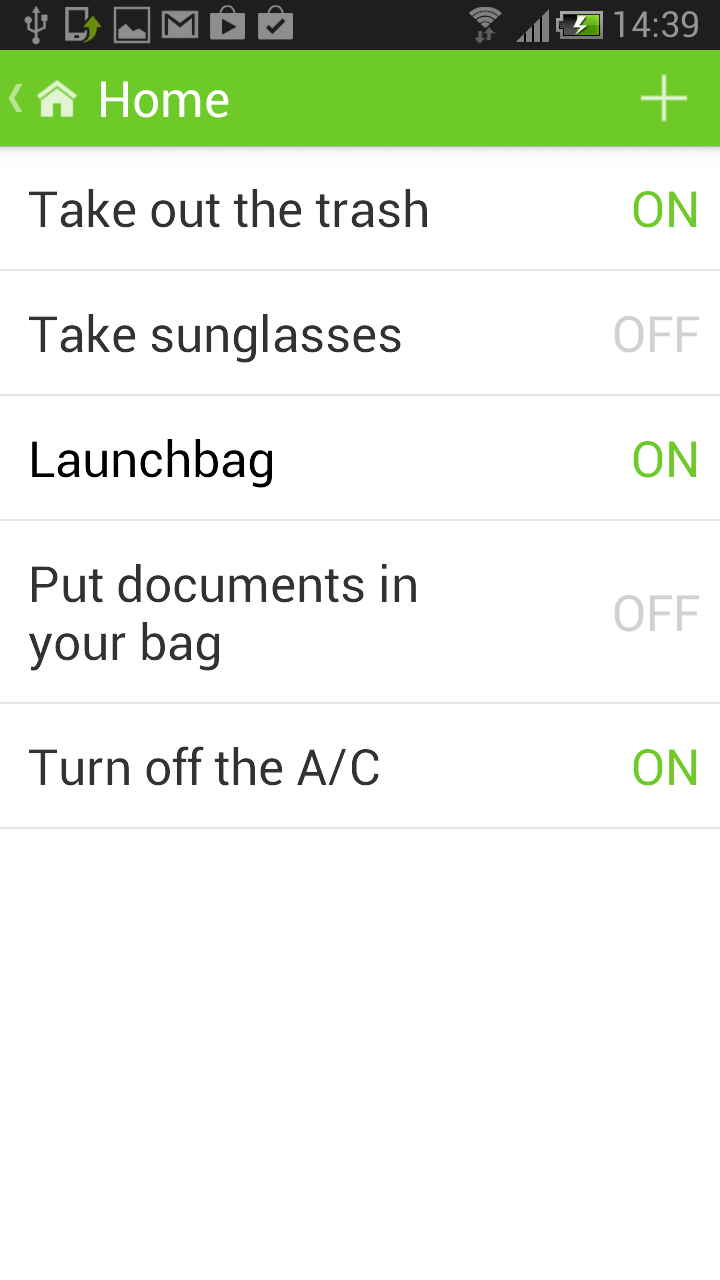 14:39
Home
Take out the trash ON
Take sunglasses OFF
Launchbag ON
Put documents in
your bag
OFF
Turn off the A/C ON